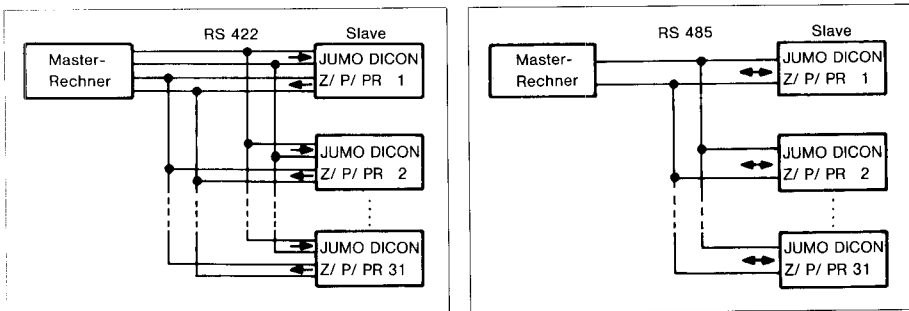 RS 422
Slave
Master-
Rechner
JUMO DICON
Z/ P/ PR 1
JUMO DICON
Z/ P/ PR 2
JUMO DICON
Z/ P/ PR 31
RS 485
Slave
Master-
Rechner
JUMO DICON
Z/ P/ PR 1
JUMO DICON
Z/ P/ PR 2
JUMO DICON
Z/ P/ PR 31